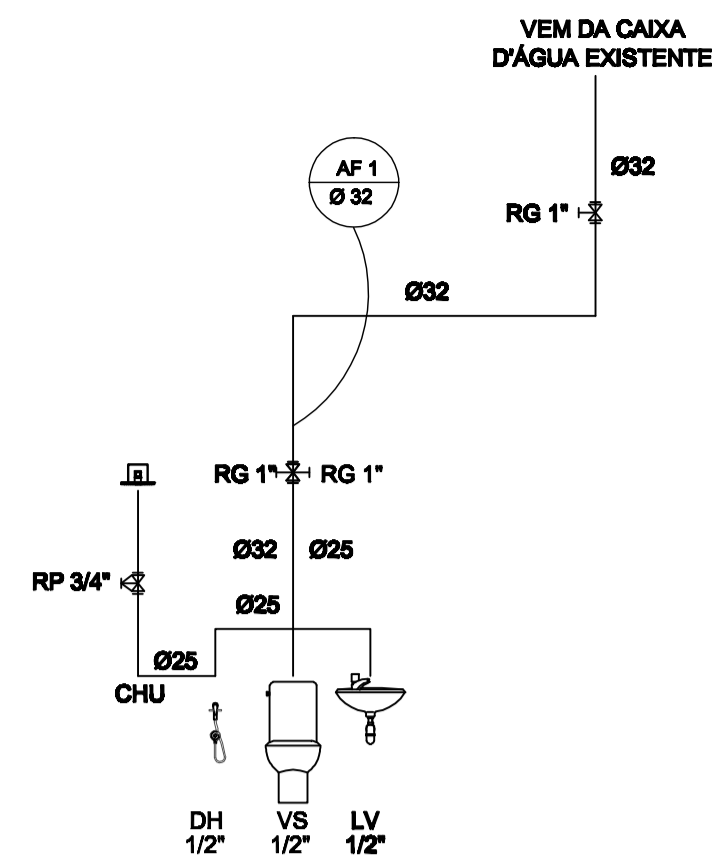 VEM DA CAIXA
D'ÁGUA EXISTENTE
AF 1
Ø 32
Ø32
RG 1"
Ø32
RG 1" RG 1"
Ø32 Ø25
RP 3/4"
Ø25
Ø25
CHU
DH VS LV
1/2" 1/2" 1/2"